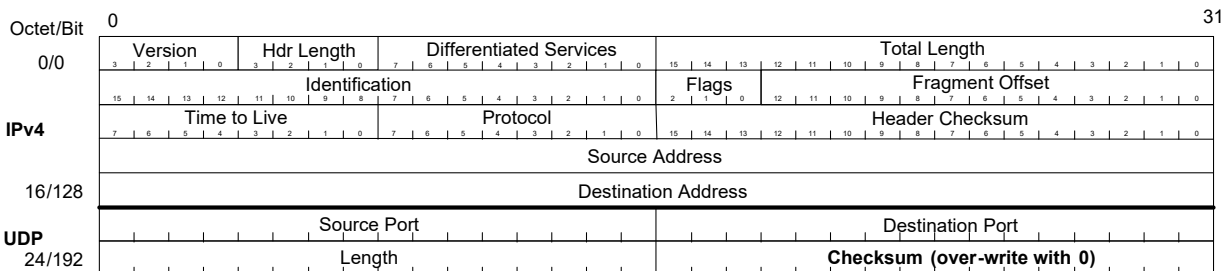 Octet/Bit 0 31
0/0 Version Hdr Length Differentiated Services Total Length
3 2 1 0 3 2 1 0 7 6 5 4 3 2 1 0 15 14 13 12 11 10 9 8 7 6 5 4 3 2 1 0
Identification Flags Fragment Offset
15 14 13 12 11 10 9 8 7 6 5 4 3 2 1 0 2 1 0 12 11 10 9 8 7 6 5 4 3 2 1 0
IPv4 Time to Live Protocol Header Checksum
7 6 5 4 3 2 1 0 7 6 5 4 3 2 1 0 15 14 13 12 11 10 9 8 7 6 5 4 3 2 1 0
Source Address
16/128 Destination Address
UDP Source Port Destination Port
24/192 Length Checksum (over-write with 0)